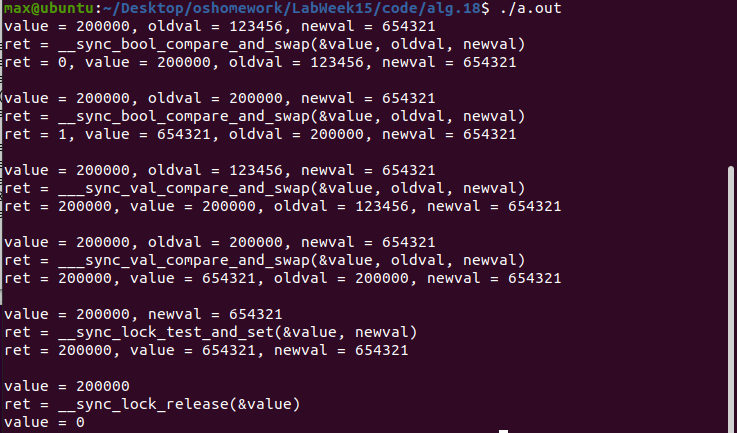 max@ubuntu:~/Desktop/oshomework/LabWeek15/code/alg.18$ ./a.out
value = 200000, oldval = 123456, newval = 654321
ret = __sync_bool_compare_and_swap(&value, oldval, newval)
ret = 0, value = 200000, oldval = 123456, newval = 654321

value = 200000, oldval = 200000, newval = 654321
ret = __sync_bool_compare_and_swap(&value, oldval, newval)
ret = 1, value = 654321, oldval = 200000, newval = 654321

value = 200000, oldval = 123456, newval = 654321
ret = ___sync_val_compare_and_swap(&value, oldval, newval)
ret = 200000, value = 200000, oldval = 123456, newval = 654321

value = 200000, oldval = 200000, newval = 654321
ret = ___sync_val_compare_and_swap(&value, oldval, newval)
ret = 200000, value = 654321, oldval = 200000, newval = 654321

value = 200000, newval = 654321
ret = __sync_lock_test_and_set(&value, newval)
ret = 200000, value = 654321, newval = 654321

value = 200000
ret = __sync_lock_release(&value)
value = 0